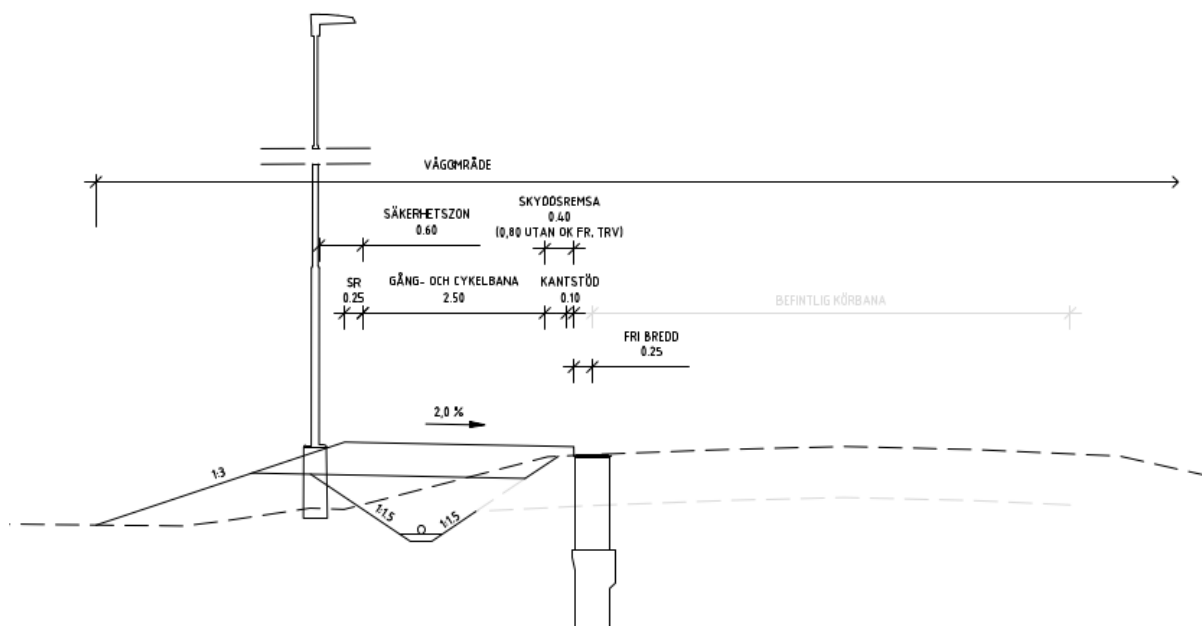 VÄGOMRÅDE
SKYDDSREMSA
0.40
(0,80 UTAN OK FR. TRV)
SÄKERHETSZON
0.60
SR
0.25
GÅNG- OCH CYKELBANA
2.50
KANTSTÖD
0.10
BEFINTLIG KÖRBANA
FRI BREDD
0.25
2,0 %
1:3
1:1.5
1:1.5